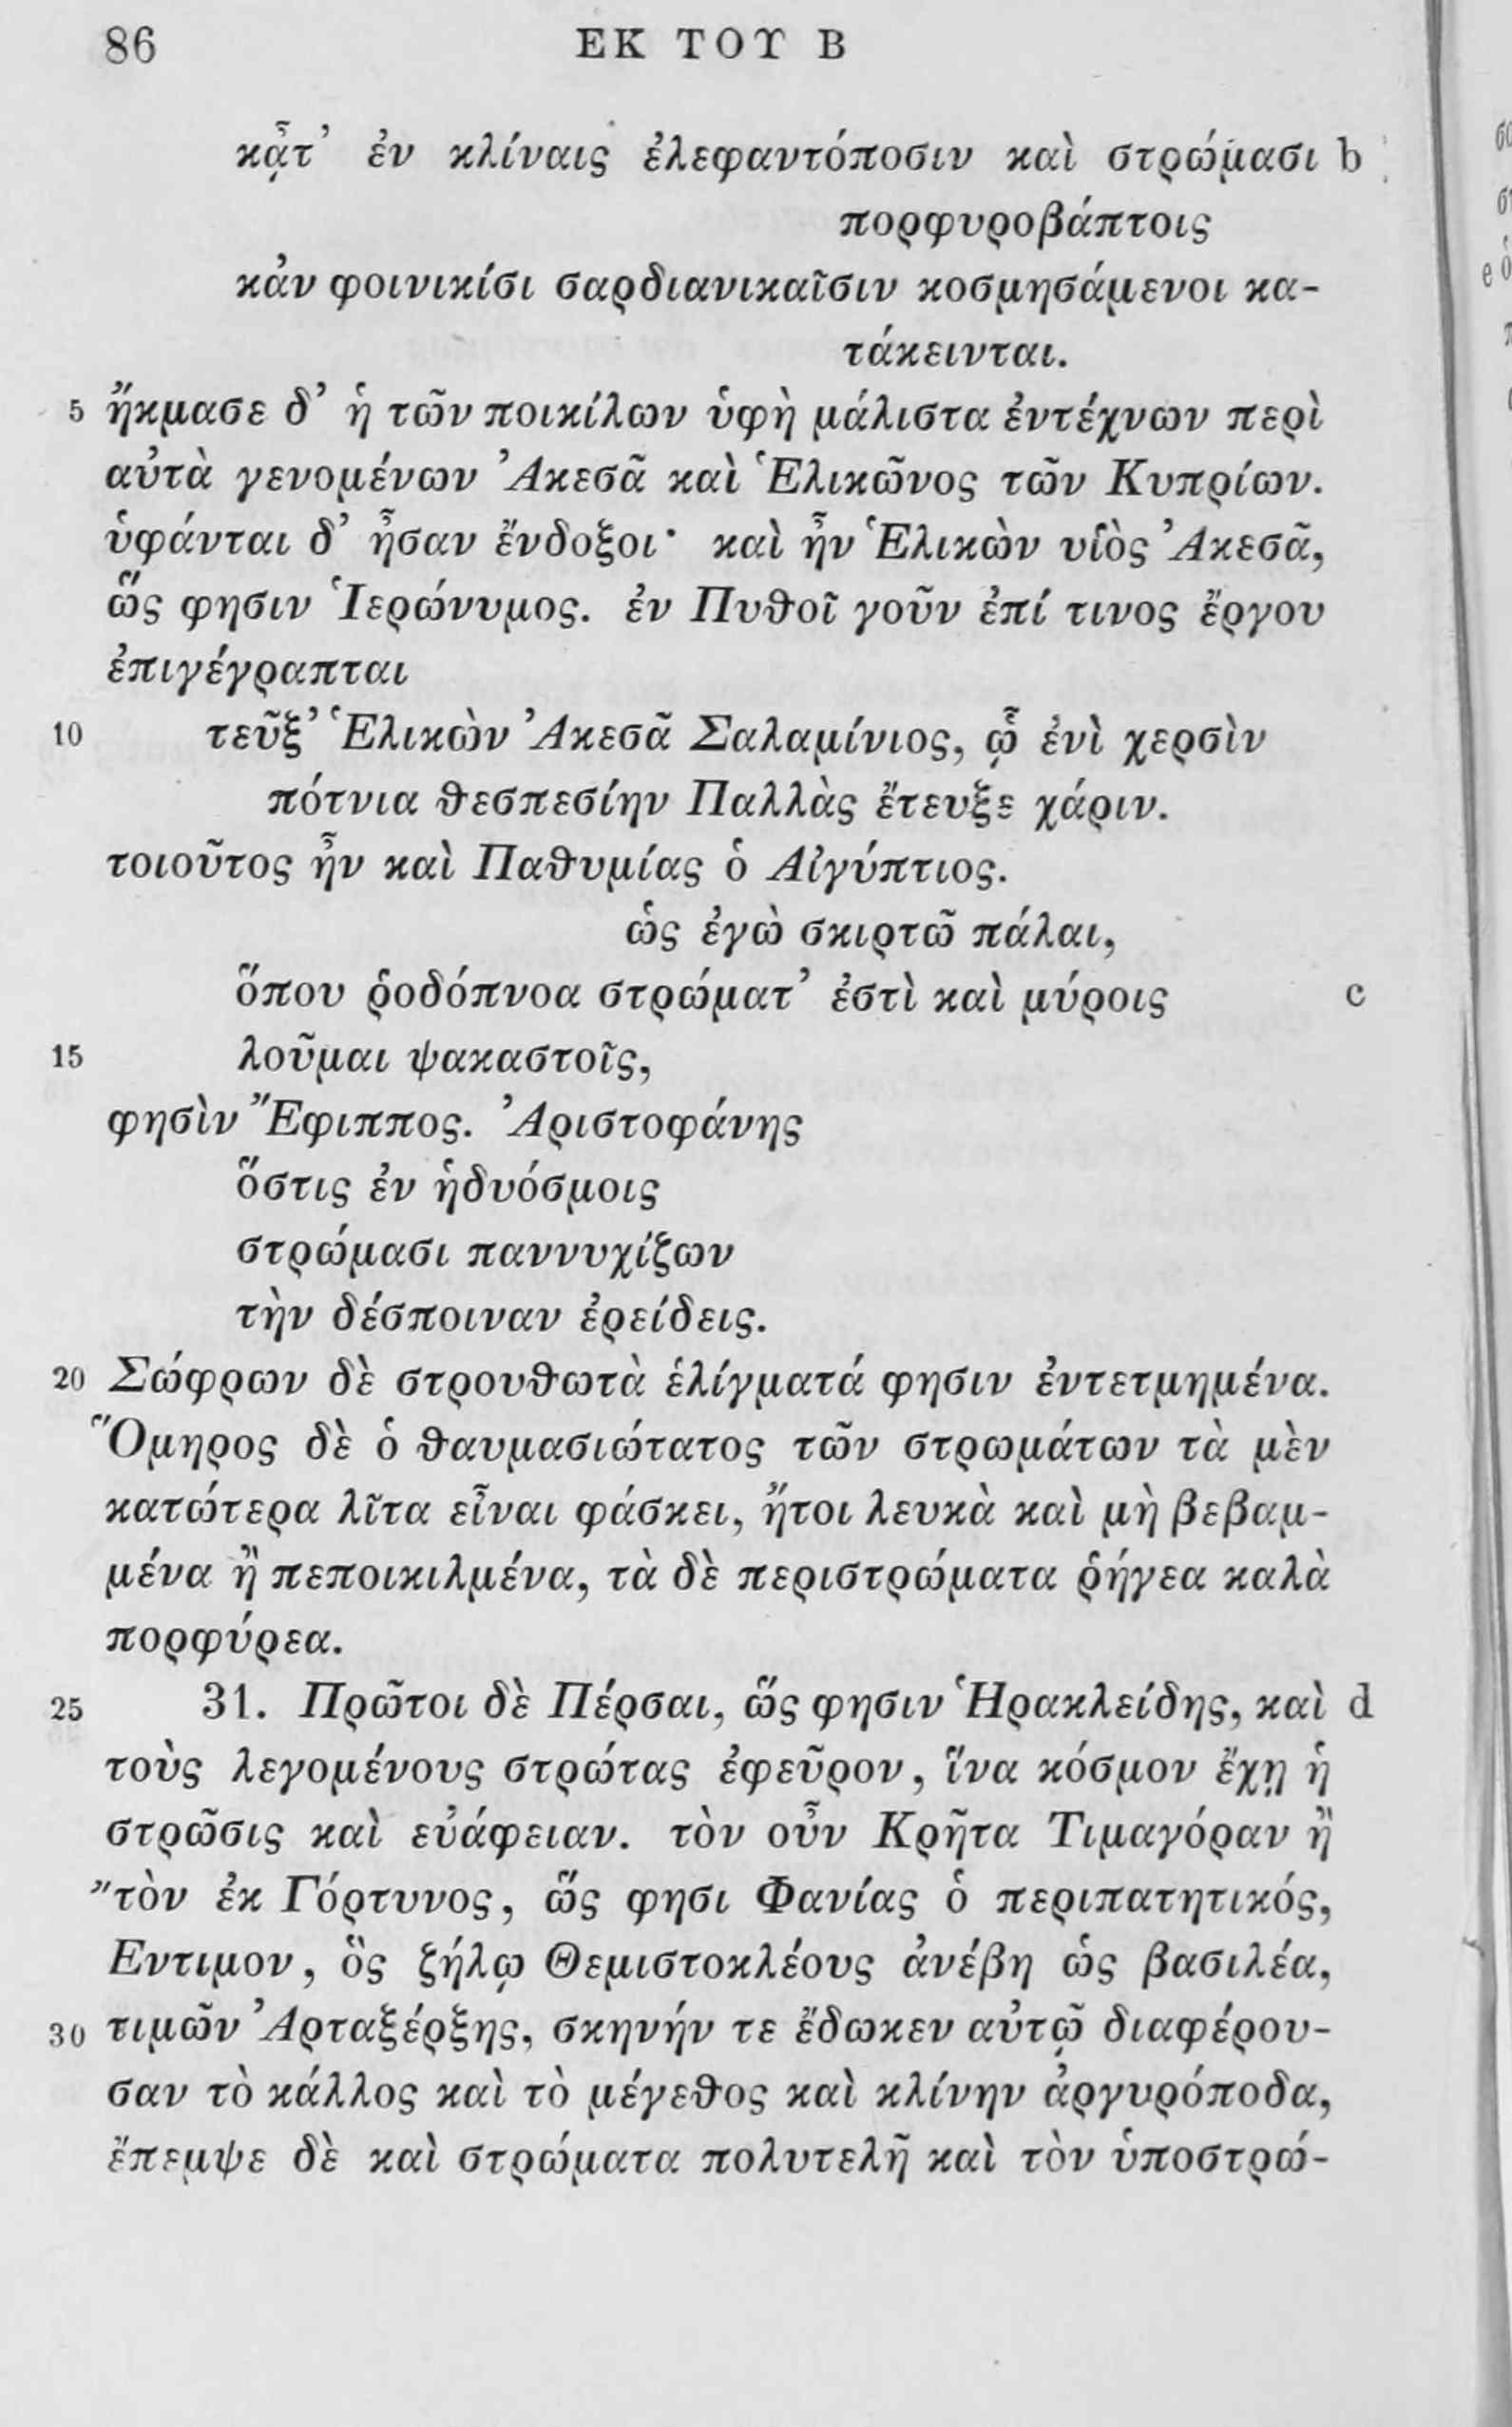 86 ΕΚ ΤΟΥ Β
κᾆτ’ ἐν κλίναις ἐλεφαντόποσιν καὶ στρώμασι b
πορφυροβάπτοις
κἀν φοινικίσι σαρδιανικαῖσιν κοσμησάμενοι κα-
τάκεινται.
5 ἤκμασε δ’ ἡ τῶν ποικίλων ὑφὴ μάλιστα ἐντέχνων περὶ
αὐτὰ γενομένων Ἀκεσᾶ καὶ Ἑλικῶνος τῶν Κυπρίων.
ὑφάνται δ’ ἦσαν ἔνδοξοι· καὶ ἦν Ἑλικὼν υἱὸς Ἀκεσᾶ,
ὥς φησιν Ἱερώνυμος. ἐν Πυθοῖ γοῦν ἐπί τινος ἔργου
ἐπιγέγραπται
10 τεῦξ’ Ἑλικὼν Ἀκεσᾶ Σαλαμίνιος, ᾧ ἐνὶ χερσὶν
πότνια θεσπεσίην Παλλὰς ἔτευξε χάριν.
τοιοῦτος ἦν καὶ Παθυμίας ὁ Αἰγύπτιος.
ὡς ἐγὼ σκιρτῶ πάλαι,
ὅπου ῥοδόπνοα στρώματ’ ἐστὶ καὶ μύροις c
15 λοῦμαι ψακαστοῖς,
φησὶν Ἔφιππος. Ἀριστοφάνης
ὅστις ἐν ἡδυόσμοις
στρώμασι παννυχίζων
τὴν δέσποιναν ἐρείδεις.
20 Σώφρων δὲ στρουθωτὰ ἑλίγματά φησιν ἐντετμημένα.
Ὅμηρος δὲ ὁ θαυμασιώτατος τῶν στρωμάτων τὰ μὲν
κατώτερα λῖτα εἶναι φάσκει, ἤτοι λευκὰ καὶ μὴ βεβαμ-
μένα ἢ πεποικιλμένα, τὰ δὲ περιστρώματα ῥήγεα καλὰ
πορφύρεα.
25 31. Πρῶτοι δὲ Πέρσαι, ὥς φησιν Ἡρακλείδης, καὶ d
τοὺς λεγομένους στρώτας ἐφεῦρον, ἵνα κόσμον ἔχῃ ἡ
στρῶσις καὶ εὐάφειαν. τὸν οὖν Κρῆτα Τιμαγόραν ἢ
”τὸν ἐκ Γόρτυνος, ὥς φησι Φανίας ὁ περιπατητικός,
Εντιμον, ὃς ζήλῳ Θεμιστοκλέους ἀνέβη ὡς βασιλέα,
30 τιμῶν Ἀρταξέρξης, σκηνήν τε ἔδωκεν αὐτῷ διαφέρου-
σαν τὸ κάλλος καὶ τὸ μέγεθος καὶ κλίνην ἀργυρόποδα,
ἔπεμψε δὲ καὶ στρώματα πολυτελῆ καὶ τὸν ὑποστρώ-